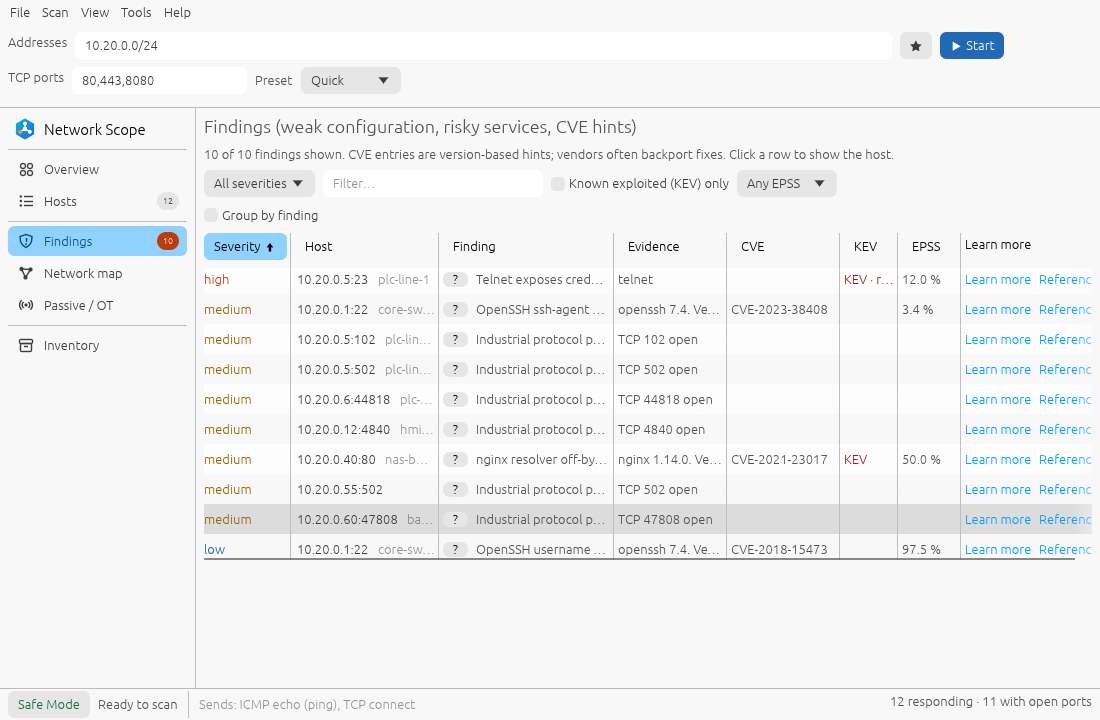 File Scan View Tools Help
Addresses 10.20.0.0/24 ★ ▶ Start
TCP ports 80,443,8080 Preset Quick
Network Scope
Overview
Hosts 12
Findings 10
Network map
Passive / OT
Inventory
Findings (weak configuration, risky services, CVE hints)
10 of 10 findings shown. CVE entries are version-based hints; vendors often backport fixes. Click a row to show the host.
All severities Filter... Known exploited (KEV) only Any EPSS
Group by finding
Severity ↑ Host Finding Evidence CVE KEV EPSS Learn more
high 10.20.0.5:23 plc-line-1 ? Telnet exposes cred... telnet KEV · r... 12.0 % Learn more Referenc
medium 10.20.0.1:22 core-sw... ? OpenSSH ssh-agent ... openssh 7.4. Ve... CVE-2023-38408 3.4 % Learn more Referenc
medium 10.20.0.5:102 plc-lin... ? Industrial protocol p... TCP 102 open Learn more Referenc
medium 10.20.0.5:502 plc-lin... ? Industrial protocol p... TCP 502 open Learn more Referenc
medium 10.20.0.6:44818 plc-... ? Industrial protocol p... TCP 44818 open Learn more Referenc
medium 10.20.0.12:4840 hmi... ? Industrial protocol p... TCP 4840 open Learn more Referenc
medium 10.20.0.40:80 nas-b... ? nginx resolver off-by... nginx 1.14.0. Ve... CVE-2021-23017 KEV 50.0 % Learn more Referenc
medium 10.20.0.55:502 ? Industrial protocol p... TCP 502 open Learn more Referenc
medium 10.20.0.60:47808 ba... ? Industrial protocol p... TCP 47808 open Learn more Referenc
low 10.20.0.1:22 core-sw... ? OpenSSH username ... openssh 7.4. Ve... CVE-2018-15473 97.5 % Learn more Referenc
Safe Mode Ready to scan Sends: ICMP echo (ping), TCP connect 12 responding · 11 with open ports